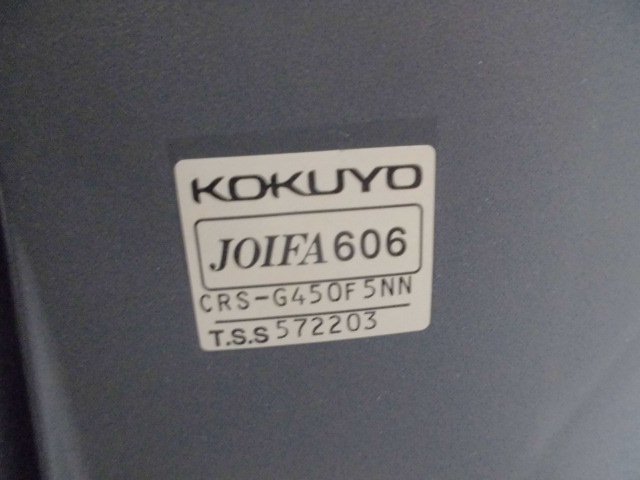 KOKUYO
JOIFA 606
CRS-G450F5NN
T.S.S 572203